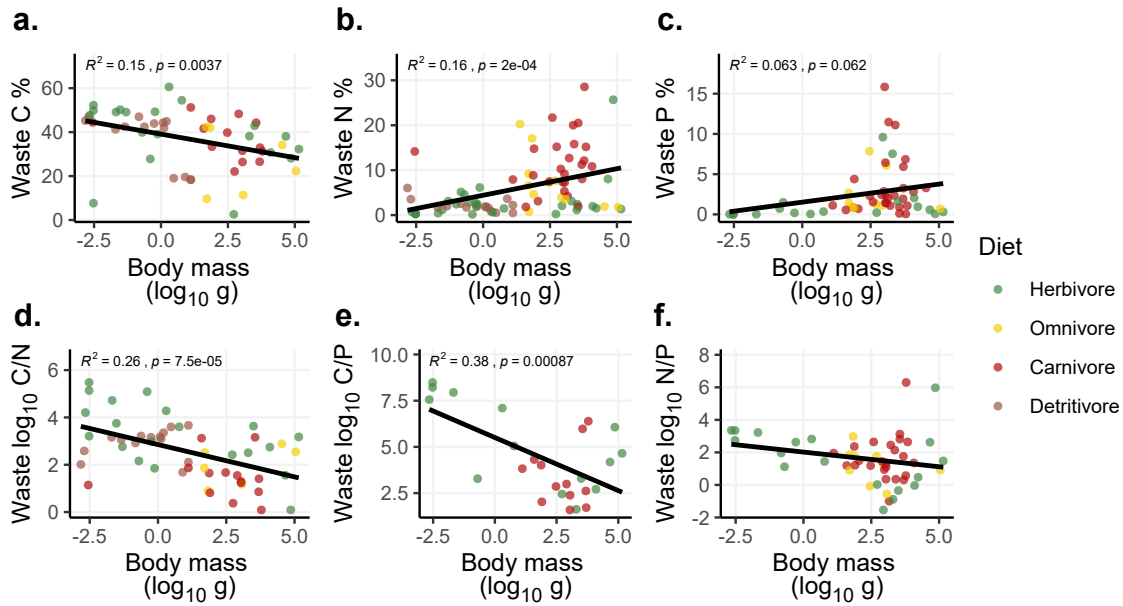 a.
R² = 0.15 , p = 0.0037
Waste C %
60
40
20
0
-2.5 0.0 2.5 5.0
Body mass
(log₁₀ g)
b.
R² = 0.16 , p = 2e-04
Waste N %
30
20
10
0
-2.5 0.0 2.5 5.0
Body mass
(log₁₀ g)
c.
R² = 0.063 , p = 0.062
Waste P %
15
10
5
0
-2.5 0.0 2.5 5.0
Body mass
(log₁₀ g)
d.
R² = 0.26 , p = 7.5e-05
Waste log₁₀ C/N
6
4
2
0
-2.5 0.0 2.5 5.0
Body mass
(log₁₀ g)
e.
R² = 0.38 , p = 0.00087
Waste log₁₀ C/P
10.0
7.5
5.0
2.5
-2.5 0.0 2.5 5.0
Body mass
(log₁₀ g)
f.
Waste log₁₀ N/P
8
6
4
2
0
-2
-2.5 0.0 2.5 5.0
Body mass
(log₁₀ g)
Diet
Herbivore
Omnivore
Carnivore
Detritivore